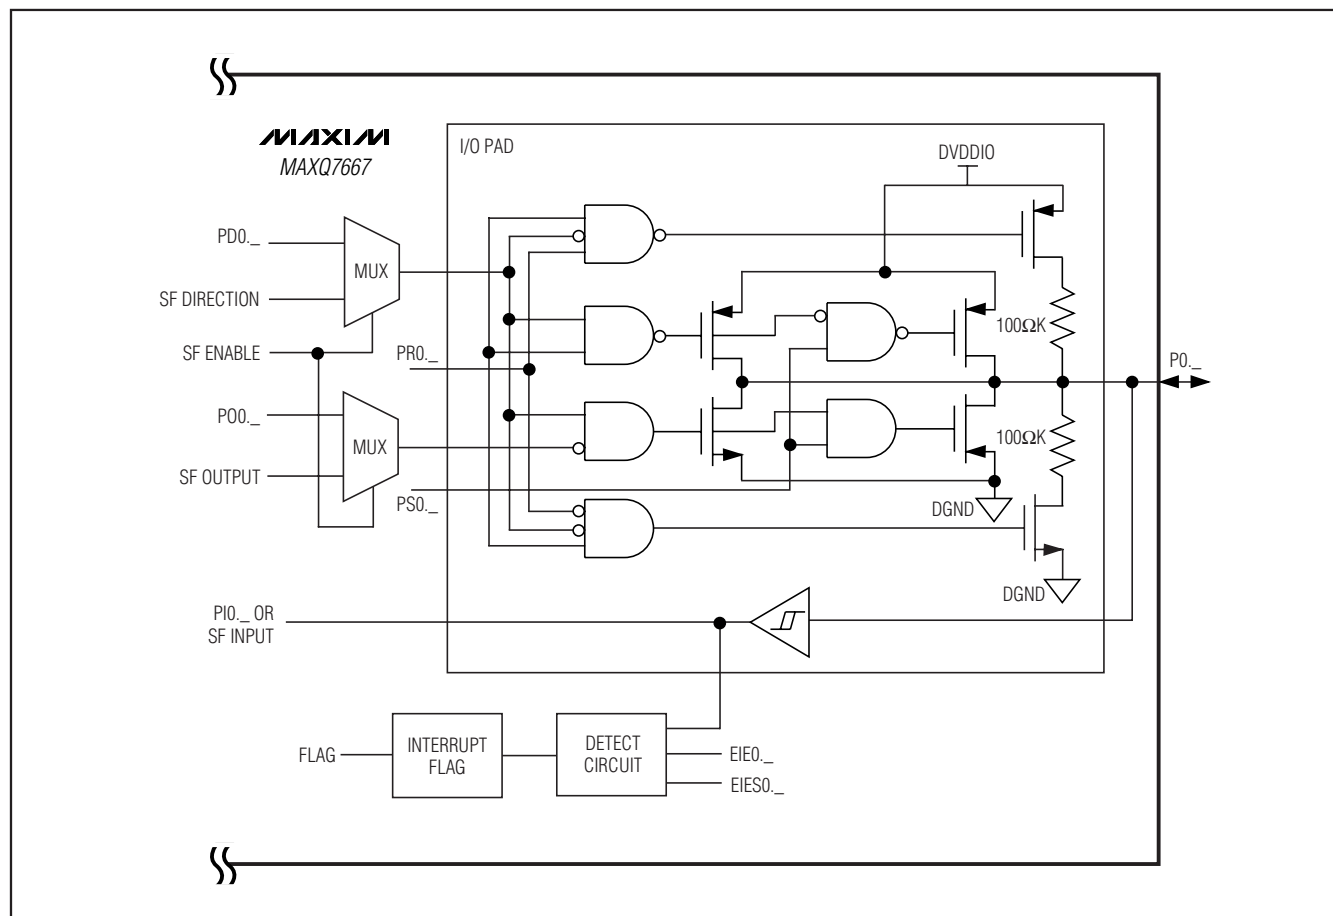 MAXIM
MAXQ7667
I/O PAD
DVDDIO
PD0._
MUX
SF DIRECTION
100ΩK
SF ENABLE
PR0._
P0._
PO0._
MUX
100ΩK
SF OUTPUT
PS0._
DGND
DGND
PI0._ OR
SF INPUT
FLAG
INTERRUPT
FLAG
DETECT
CIRCUIT
EIE0._
EIES0._